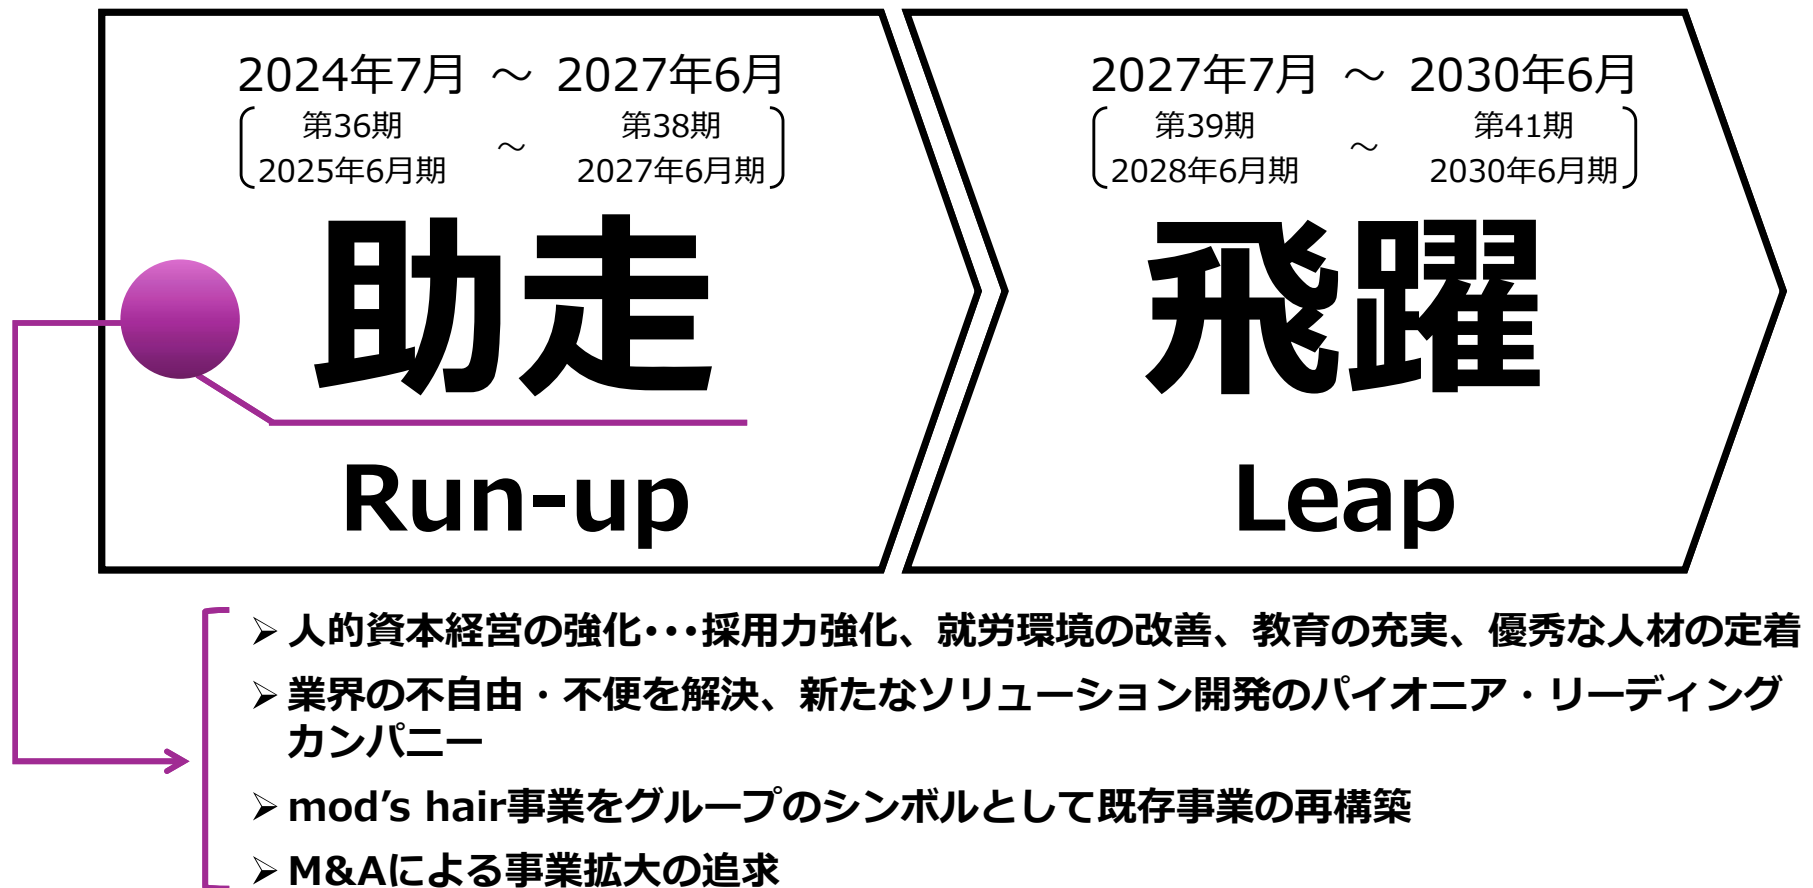 2024年7月 ～ 2027年6月
第36期 ～ 第38期
2025年6月期 2027年6月期
助走
Run-up
2027年7月 ～ 2030年6月
第39期 ～ 第41期
2028年6月期 2030年6月期
飛躍
Leap
➢ 人的資本経営の強化・・・採用力強化、就労環境の改善、教育の充実、優秀な人材の定着
➢ 業界の不自由・不便を解決、新たなソリューション開発のパイオニア・リーディング
カンパニー
➢ mod’s hair事業をグループのシンボルとして既存事業の再構築
➢ M&Aによる事業拡大の追求